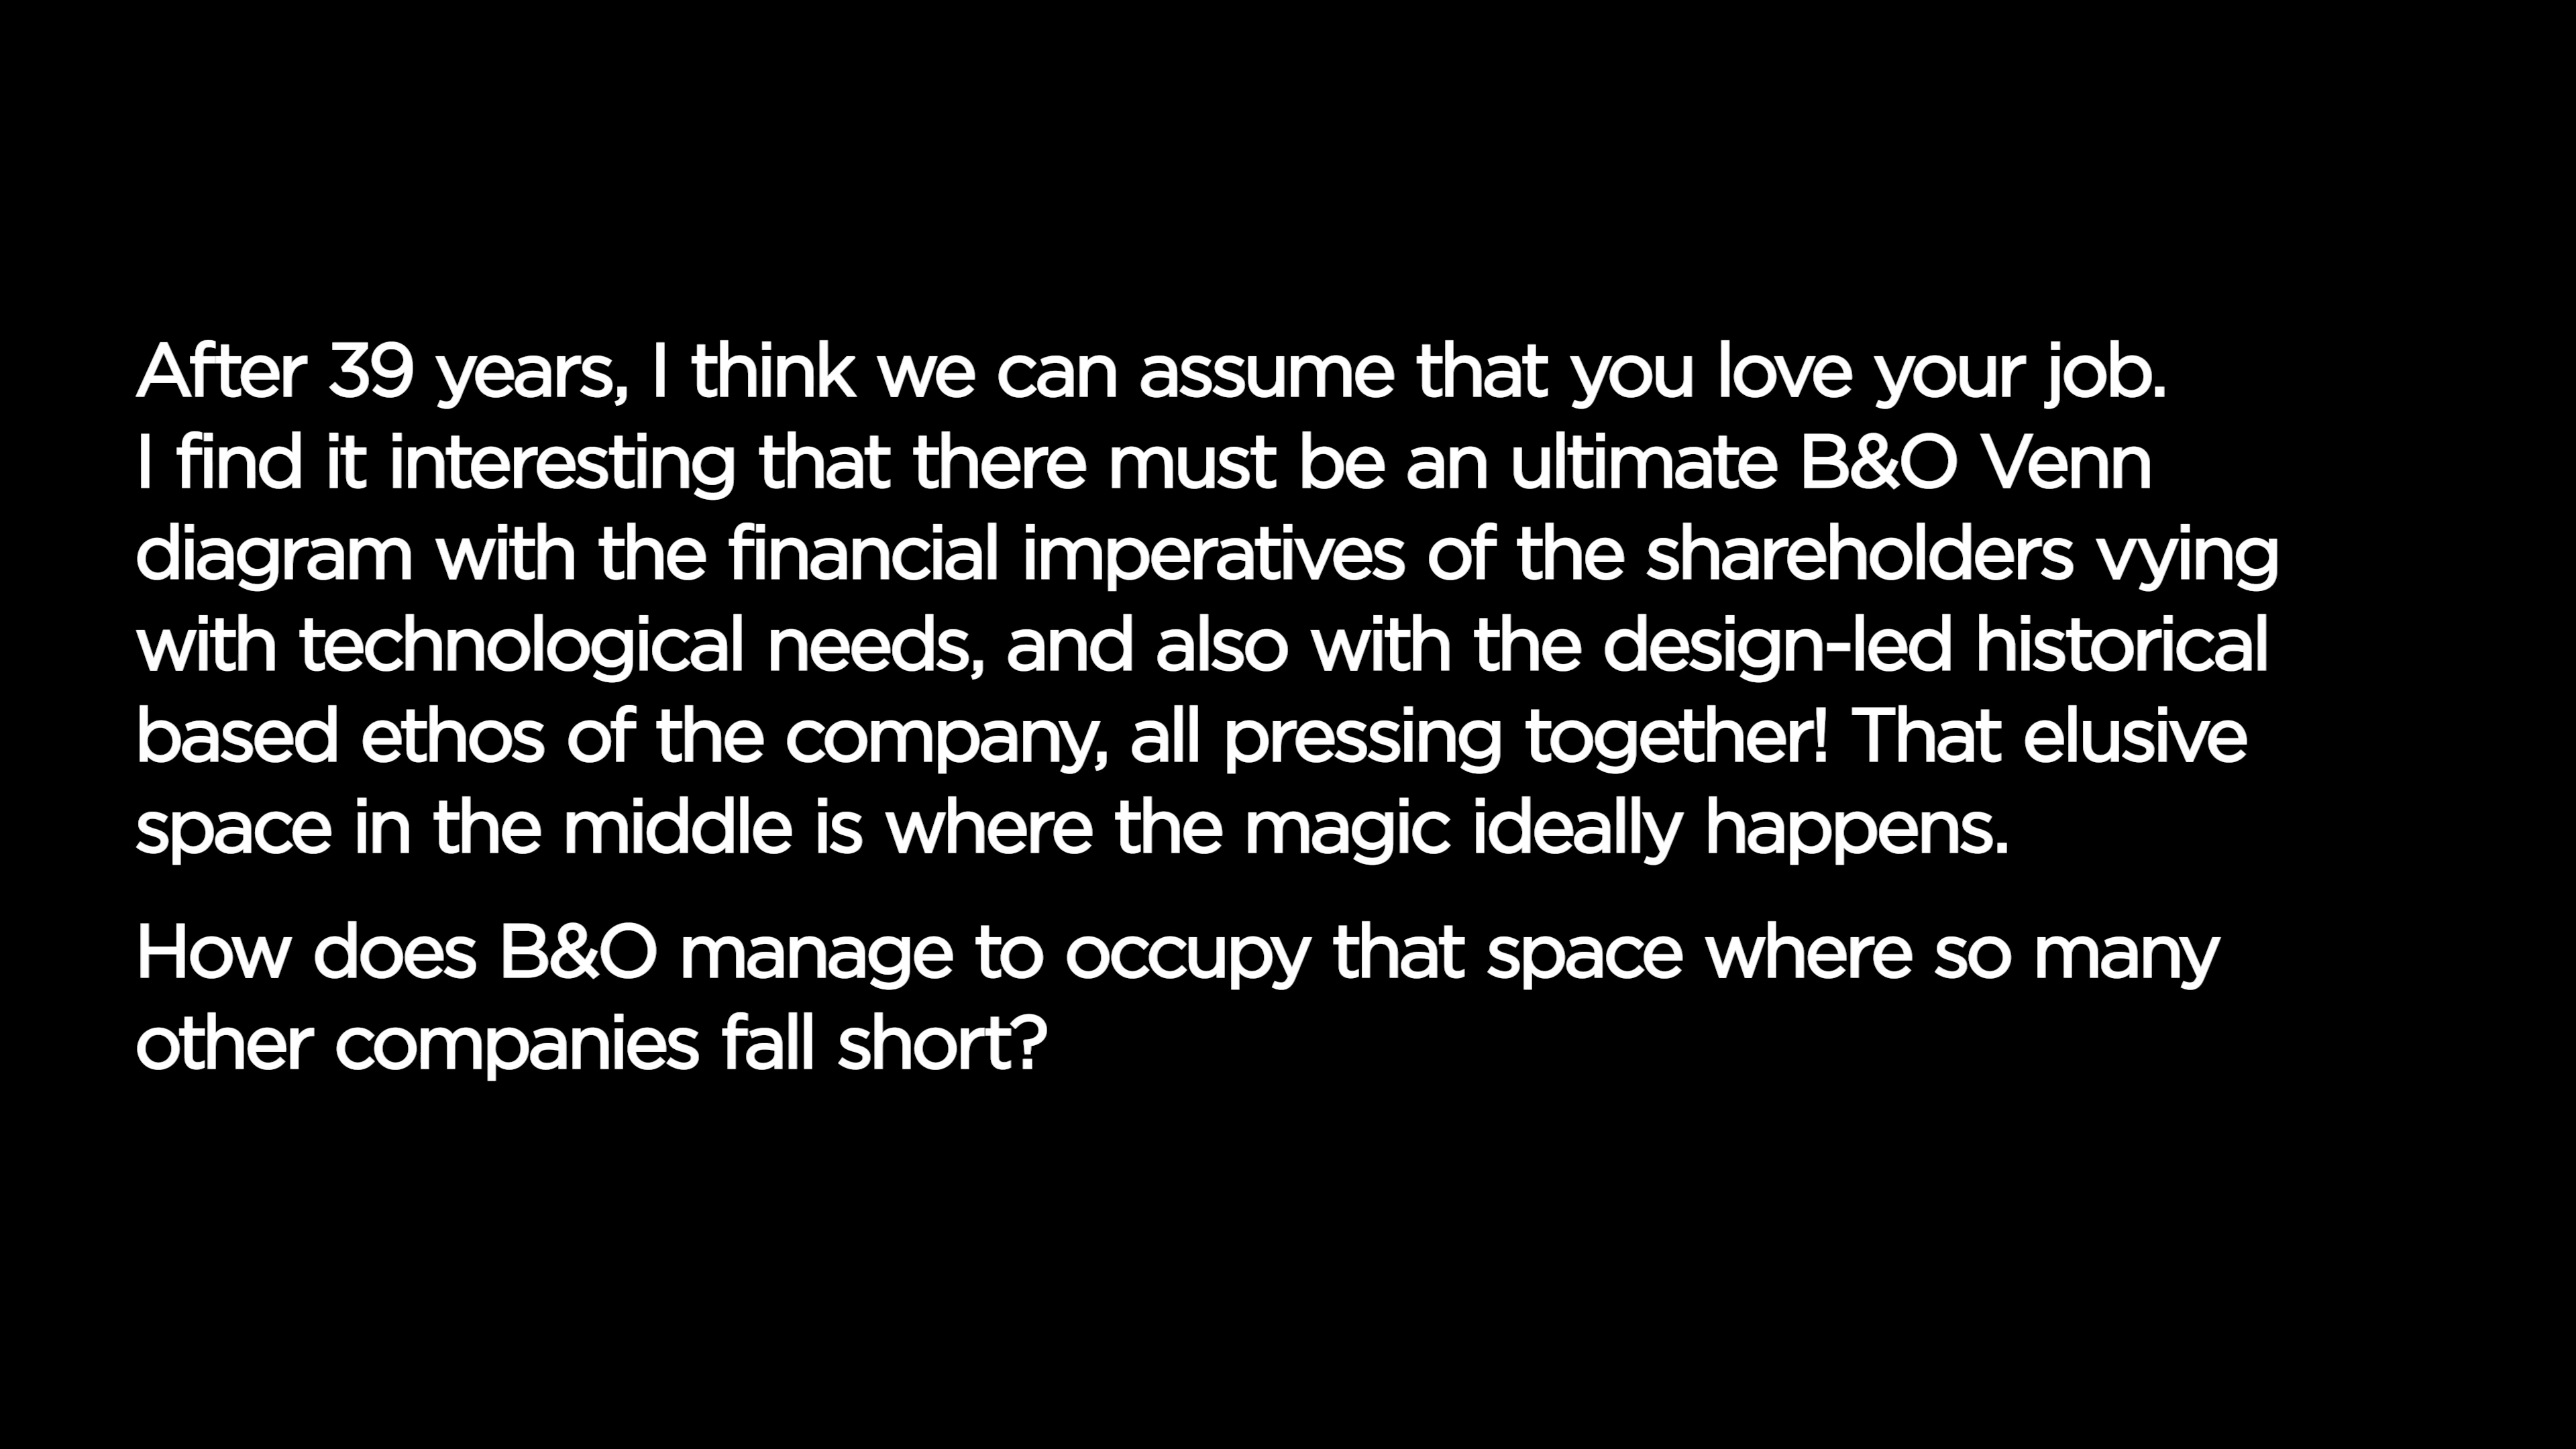 After 39 years, I think we can assume that you love your job.
I find it interesting that there must be an ultimate B&O Venn
diagram with the financial imperatives of the shareholders vying
with technological needs, and also with the design-led historical
based ethos of the company, all pressing together! That elusive
space in the middle is where the magic ideally happens.
How does B&O manage to occupy that space where so many
other companies fall short?